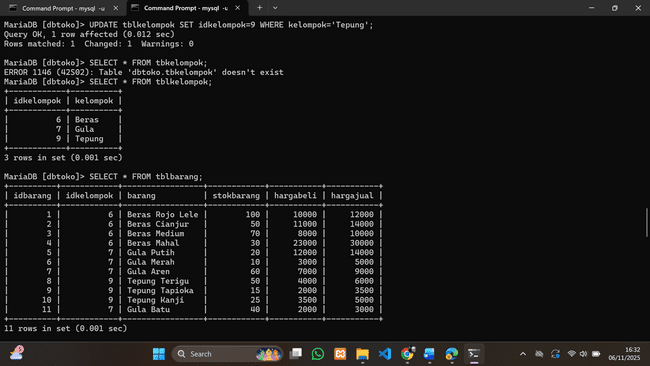 Command Prompt - mysql  -u
Command Prompt - mysql  -u
MariaDB [dbtoko]> UPDATE tblkelompok SET idkelompok=9 WHERE kelompok='Tepung';
Query OK, 1 row affected (0.012 sec)
Rows matched: 1  Changed: 1  Warnings: 0
MariaDB [dbtoko]> SELECT * FROM tbkelompok;
ERROR 1146 (42S02): Table 'dbtoko.tbkelompok' doesn't exist
MariaDB [dbtoko]> SELECT * FROM tblkelompok;
+------------+----------+
| idkelompok | kelompok |
+------------+----------+
|          6 | Beras    |
|          7 | Gula     |
|          9 | Tepung   |
+------------+----------+
3 rows in set (0.001 sec)
MariaDB [dbtoko]> SELECT * FROM tblbarang;
+----------+------------+-----------------+------------+----------+-----------+
| idbarang | idkelompok | barang          | stokbarang | hargabeli | hargajual |
+----------+------------+-----------------+------------+----------+-----------+
|        1 |          6 | Beras Rojo Lele |        100 |     10000 |     12000 |
|        2 |          6 | Beras Cianjur   |         50 |     11000 |     14000 |
|        3 |          6 | Beras Medium    |         70 |      8000 |     10000 |
|        4 |          6 | Beras Mahal     |         30 |     23000 |     30000 |
|        5 |          7 | Gula Putih      |         20 |     12000 |     14000 |
|        6 |          7 | Gula Merah      |         10 |      3000 |      5000 |
|        7 |          7 | Gula Aren       |         60 |      7000 |      9000 |
|        8 |          9 | Tepung Terigu   |         50 |      4000 |      6000 |
|        9 |          9 | Tepung Tapioka  |         15 |      2000 |      3500 |
|       10 |          9 | Tepung Kanji    |         25 |      3500 |      5000 |
|       11 |          7 | Gula Batu       |         40 |      2000 |      3000 |
+----------+------------+-----------------+------------+----------+-----------+
11 rows in set (0.001 sec)
Search
16:32
06/11/2025